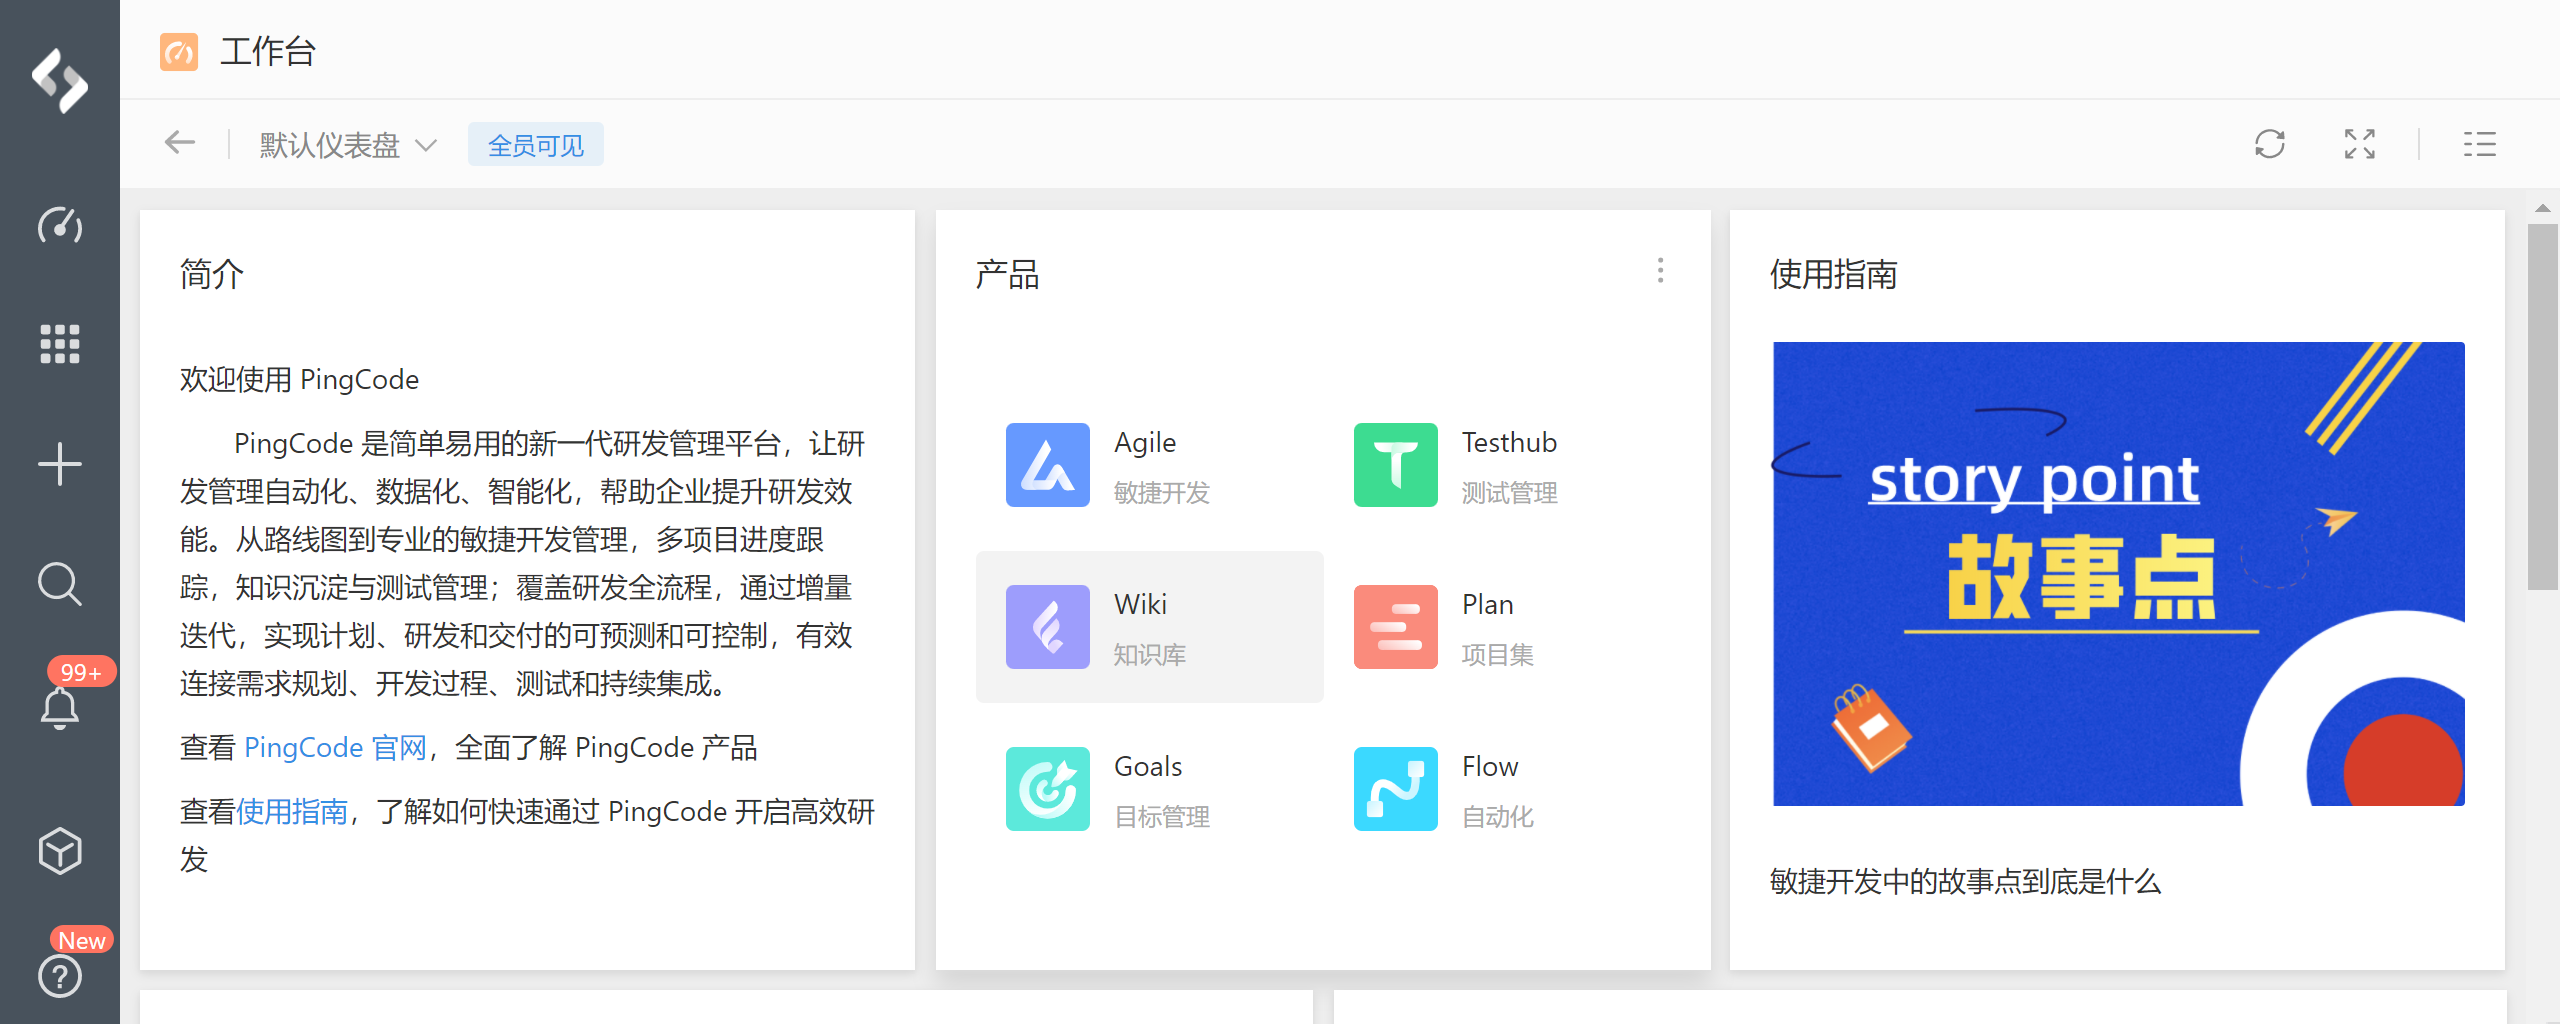 工作台
默认仪表盘
全员可见
简介
欢迎使用 PingCode
PingCode 是简单易用的新一代研发管理平台，让研
发管理自动化、数据化、智能化，帮助企业提升研发效
能。从路线图到专业的敏捷开发管理，多项目进度跟
踪，知识沉淀与测试管理；覆盖研发全流程，通过增量
迭代，实现计划、研发和交付的可预测和可控制，有效
连接需求规划、开发过程、测试和持续集成。
查看 PingCode 官网，全面了解 PingCode 产品
查看使用指南，了解如何快速通过 PingCode 开启高效研
发
产品
Agile
敏捷开发
Testhub
测试管理
Wiki
知识库
Plan
项目集
Goals
目标管理
Flow
自动化
使用指南
story point
故事点
敏捷开发中的故事点到底是什么
99+
New